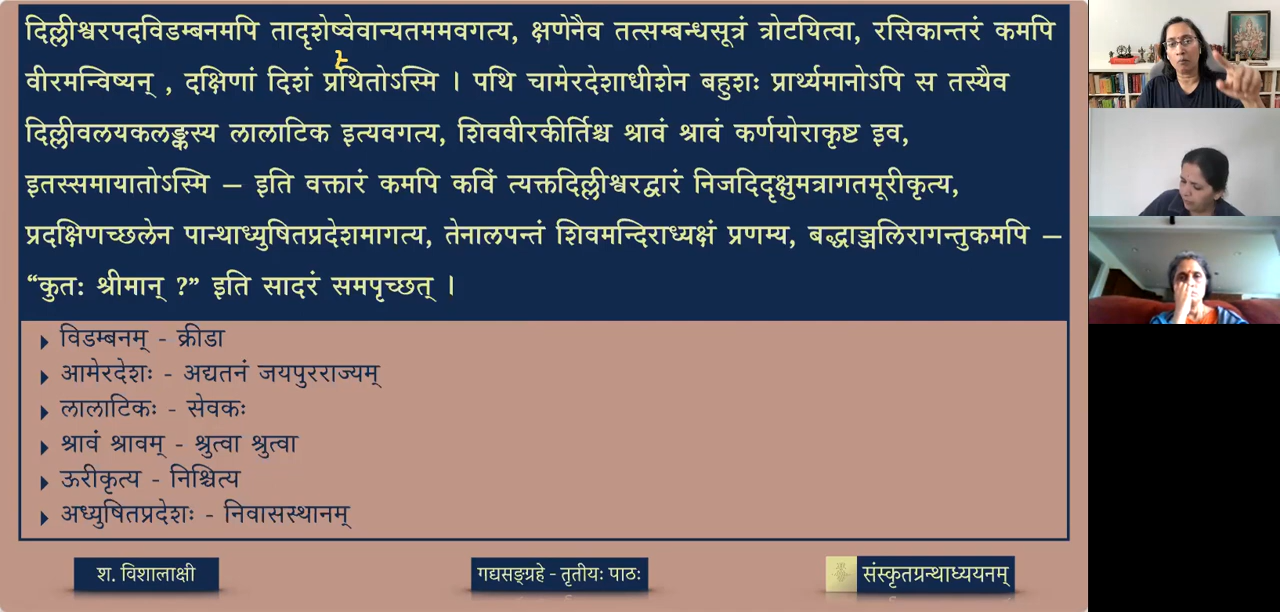 दिल्लीश्वरपदविडम्बनमपि तादृशेष्वेवान्यतममवगत्य, क्षणेनैव तत्सम्बन्धसूत्रं त्रोटयित्वा, रसिकान्तरं कमपि
वीरमन्विष्यन् , दक्षिणां दिशं प्रथितोऽस्मि । पथि चामेरदेशाधीशेन बहुशः प्रार्थ्यमानोऽपि स तस्यैव
दिल्लीवलयकलङ्कस्य लालाटिक इत्यवगत्य, शिववीरकीर्तिश्च श्रावं श्रावं कर्णयोराकृष्ट इव,
इतस्समायातोऽस्मि – इति वक्तारं कमपि कविं त्यक्तदिल्लीश्वरद्वारं निजदिदृक्षुमत्रागतमूरीकृत्य,
प्रदक्षिणच्छलेन पान्थाध्युषितप्रदेशमागत्य, तेनालपन्तं शिवमन्दिराध्यक्षं प्रणम्य, बद्धाञ्जलिरागन्तुकमपि –
“कुतः श्रीमान् ?” इति सादरं समपृच्छत् ।
विडम्बनम् - क्रीडा
आमेरदेशः - अद्यतनं जयपुरराज्यम्
लालाटिकः - सेवकः
श्रावं श्रावम् - श्रुत्वा श्रुत्वा
ऊरीकृत्य - निश्चित्य
अध्युषितप्रदेशः - निवासस्थानम्
श. विशालाक्षी
गद्यसङ्ग्रहे - तृतीयः पाठः
संस्कृतग्रन्थाध्ययनम्